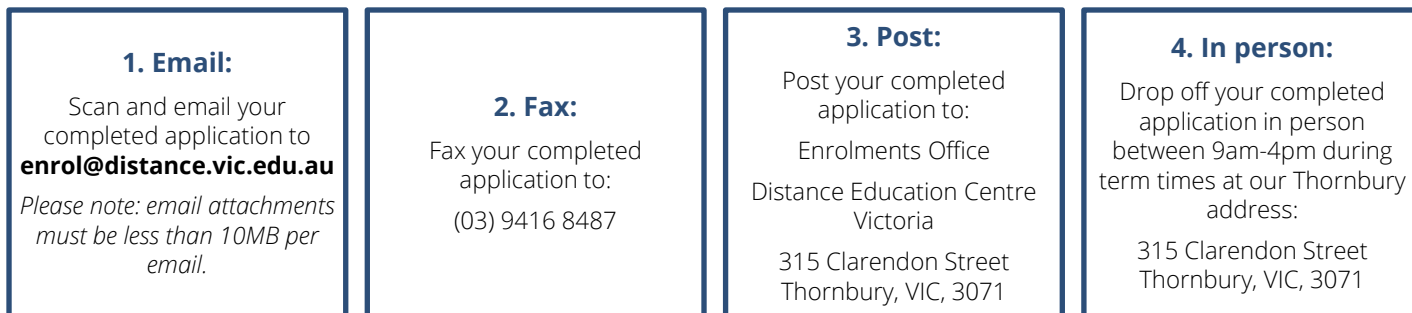 1. Email:
Scan and email your
completed application to
enrol@distance.vic.edu.au
Please note: email attachments
must be less than 10MB per
email.
2. Fax:
Fax your completed
application to:
(03) 9416 8487
3. Post:
Post your completed
application to:
Enrolments Office
Distance Education Centre
Victoria
315 Clarendon Street
Thornbury, VIC, 3071
4. In person:
Drop off your completed
application in person
between 9am-4pm during
term times at our Thornbury
address:
315 Clarendon Street
Thornbury, VIC, 3071